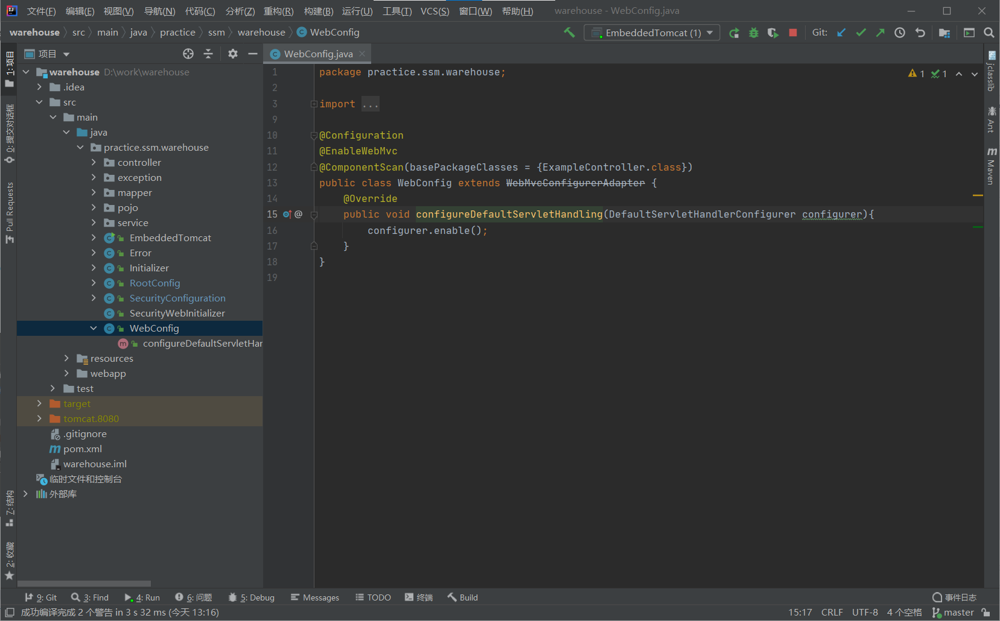 文件(F) 编辑(E) 视图(V) 导航(N) 代码(C) 分析(Z) 重构(R) 构建(B) 运行(U) 工具(T) VCS(S) 窗口(W) 帮助(H) warehouse - WebConfig.java
warehouse src main java practice ssm warehouse WebConfig EmbeddedTomcat (1) Git:
项目
WebConfig.java
1: 项目
0: 提交对话框
Pull Requests
Z: 结构
2: 收藏
warehouse D:\work\warehouse
.idea
src
main
java
practice.ssm.warehouse
controller
exception
mapper
pojo
service
EmbeddedTomcat
Error
Initializer
RootConfig
SecurityConfiguration
SecurityWebInitializer
WebConfig
configureDefaultServletHar
resources
webapp
test
target
tomcat.8080
.gitignore
pom.xml
warehouse.iml
临时文件和控制台
外部库
1 package practice.ssm.warehouse;
2
3 import ...
9
10 @Configuration
11 @EnableWebMvc
12 @ComponentScan(basePackageClasses = {ExampleController.class})
13 public class WebConfig extends WebMvcConfigurerAdapter {
14 @Override
15 @ public void configureDefaultServletHandling(DefaultServletHandlerConfigurer configurer){
16 configurer.enable();
17 }
18 }
19
1 1
jclasslib
Ant
Maven
9: Git 3: Find 4: Run 6: 问题 5: Debug Messages TODO 终端 Build 事件日志
成功编译完成 2 个警告 in 3 s 32 ms (今天 13:16) 15:17 CRLF UTF-8 4 个空格 master